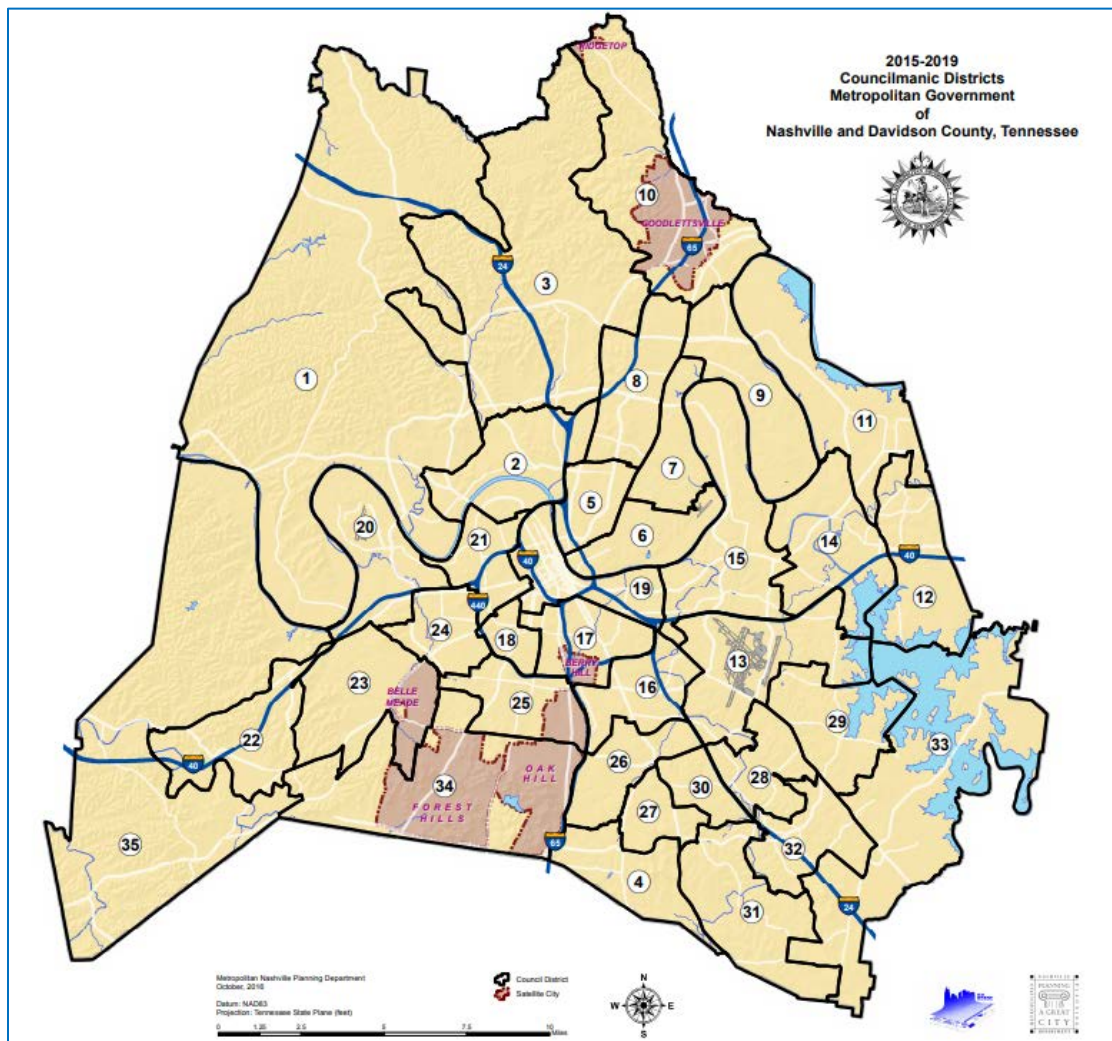 2015-2019
Councilmanic Districts
Metropolitan Government
of
Nashville and Davidson County, Tennessee
RIDGETOP
10
GOODLETTSVILLE
65
24
3
1
8
9
11
2
7
5
20
21
6
14
15
40
40
19
12
440
24
18
17
13
BERRY
HILL
23
BELLE
MEADE
16
25
29
22
40
33
26
28
34
OAK
HILL
30
FOREST
HILLS
27
35
65
32
4
31
24
Metropolitan Nashville Planning Department
October, 2016
Datum: NAD83
Projection: Tennessee State Plane (feet)
Council District
Satellite City
N
W
E
S
0 1.25 2.5 5 7.5 10
Miles
PLANNING
A GREAT
CITY